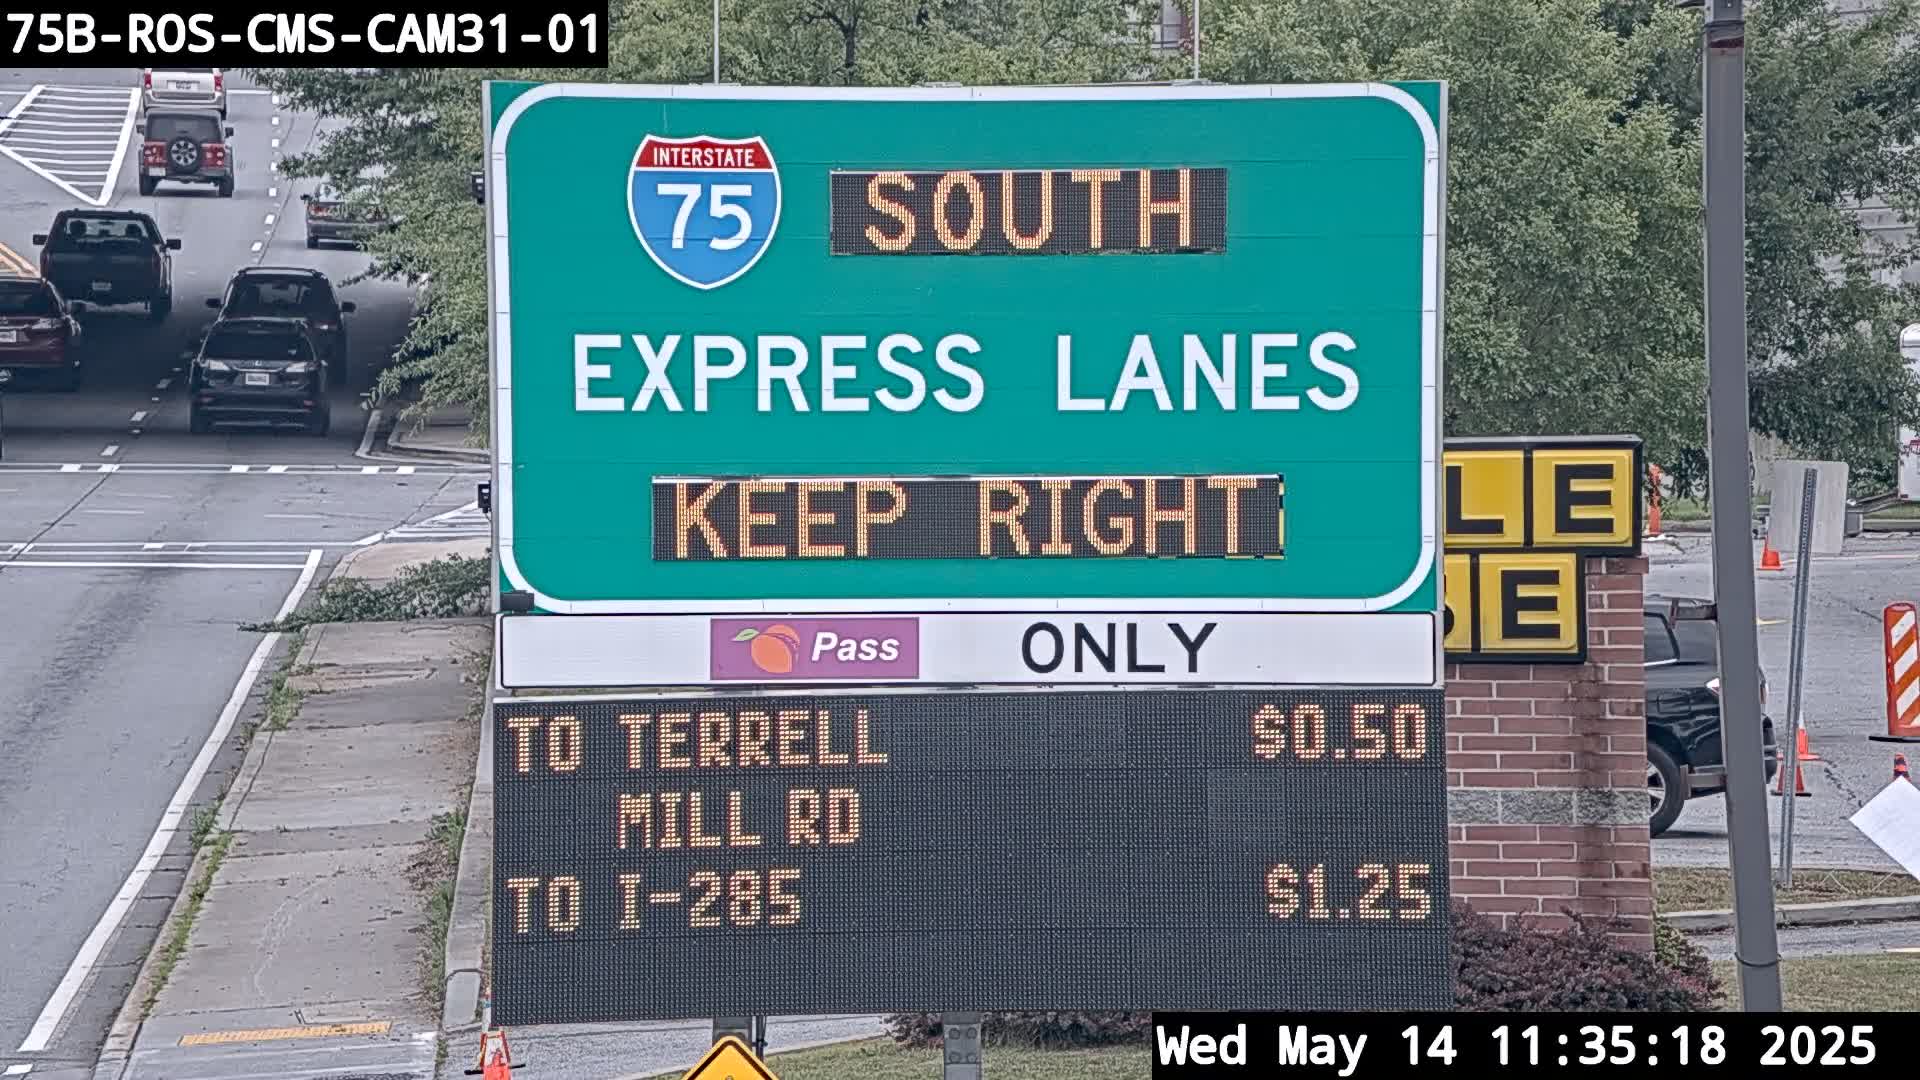 75B-ROS-CMS-CAM31-01
INTERSTATE
75
SOUTH
EXPRESS LANES
KEEP RIGHT
Pass ONLY
TO TERRELL $0.50
MILL RD
TO I-285 $1.25
LE
E
Wed May 14 11:35:18 2025